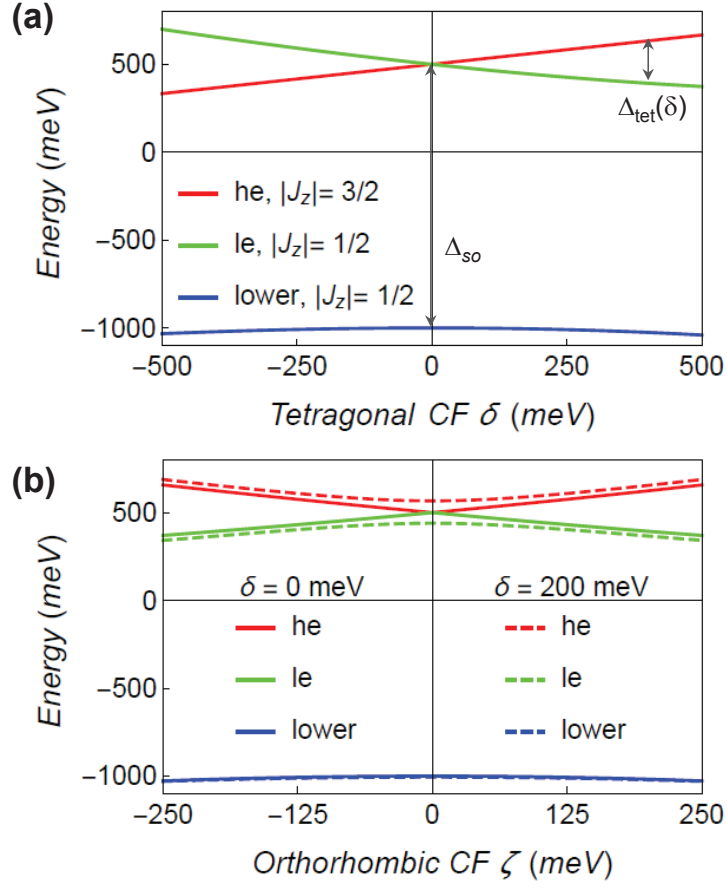 (a)
Energy (meV)
500
0
−500
−1000
Δtet(δ)
he, |Jz|= 3/2
le, |Jz|= 1/2
lower, |Jz|= 1/2
Δso
−500 −250 0 250 500
Tetragonal CF δ (meV)
(b)
Energy (meV)
500
0
−500
−1000
δ = 0 meV δ = 200 meV
he he
le le
lower lower
−250 −125 0 125 250
Orthorhombic CF ζ (meV)